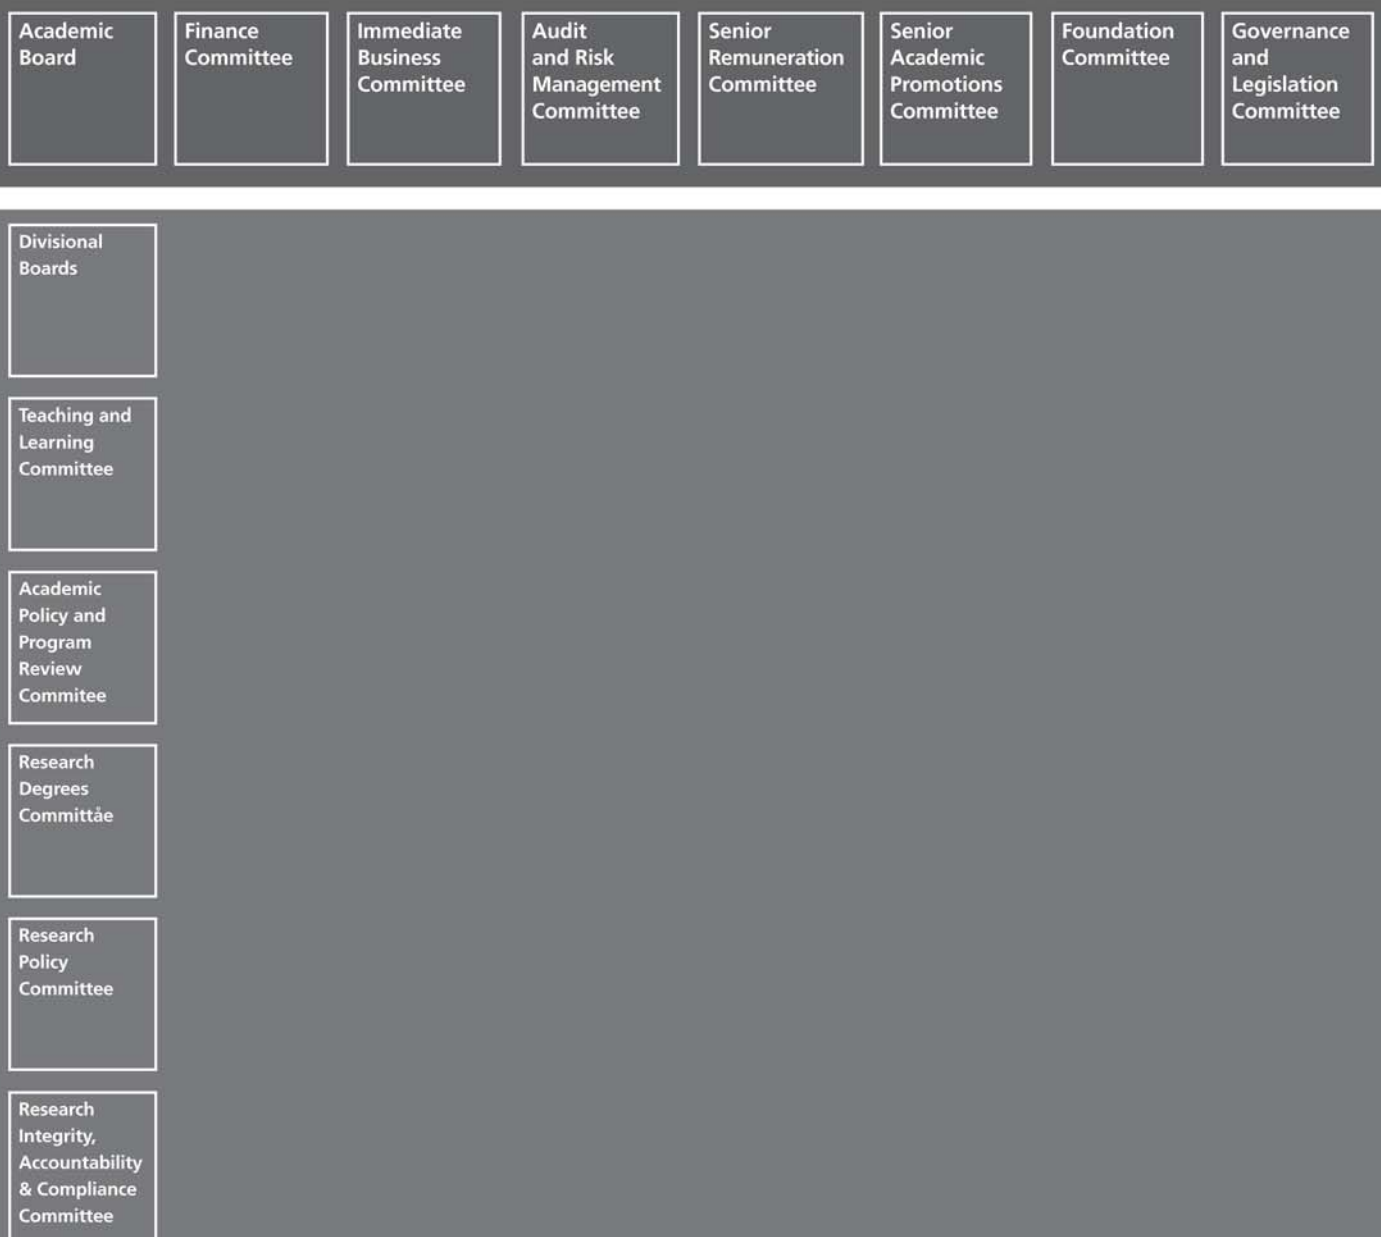 Academic
Board
Finance
Committee
Immediate
Business
Committee
Audit
and Risk
Management
Committee
Senior
Remuneration
Committee
Senior
Academic
Promotions
Committee
Foundation
Committee
Governance
and
Legislation
Committee
Divisional
Boards
Teaching and
Learning
Committee
Academic
Policy and
Program
Review
Commitee
Research
Degrees
Committåe
Research
Policy
Committee
Research
Integrity,
Accountability
& Compliance
Committee